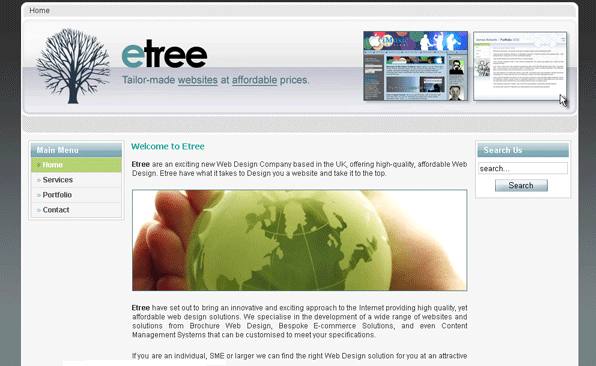 Home
etree
Tailor-made websites at affordable prices.
Main Menu
» Home
» Services
» Portfolio
» Contact
Welcome to Etree
Etree are an exciting new Web Design Company based in the UK, offering high-quality, affordable Web
Design. Etree have what it takes to Design you a website and take it to the top.
Etree have set out to bring an innovative and exciting approach to the Internet providing high quality, yet
affordable web design solutions. We specialise in the development of a wide range of websites and
solutions from Brochure Web Design, Bespoke E-commerce Solutions, and even Content
Management Systems that can be customised to meet your specifications.
If you are an individual, SME or larger we can find the right Web Design solution for you at an attractive
Search Us
search...
Search